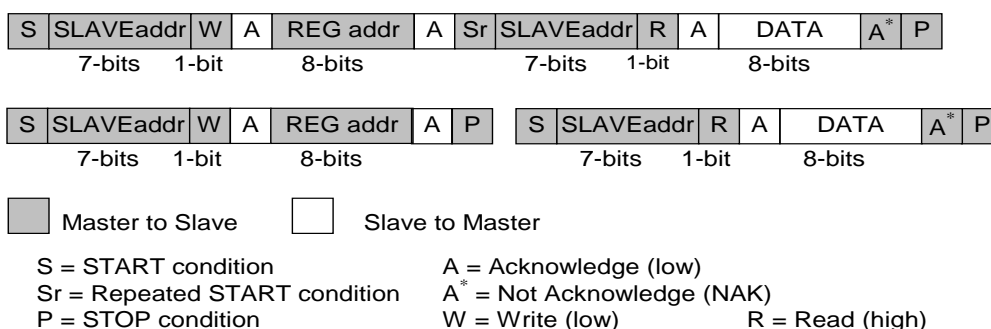 S SLAVEaddr W A REG addr A Sr SLAVEaddr R A DATA A* P
7-bits 1-bit 8-bits 7-bits 1-bit 8-bits
S SLAVEaddr W A REG addr A P S SLAVEaddr R A DATA A* P
7-bits 1-bit 8-bits 7-bits 1-bit 8-bits
Master to Slave Slave to Master
S = START condition A = Acknowledge (low)
Sr = Repeated START condition A* = Not Acknowledge (NAK)
P = STOP condition W = Write (low) R = Read (high)